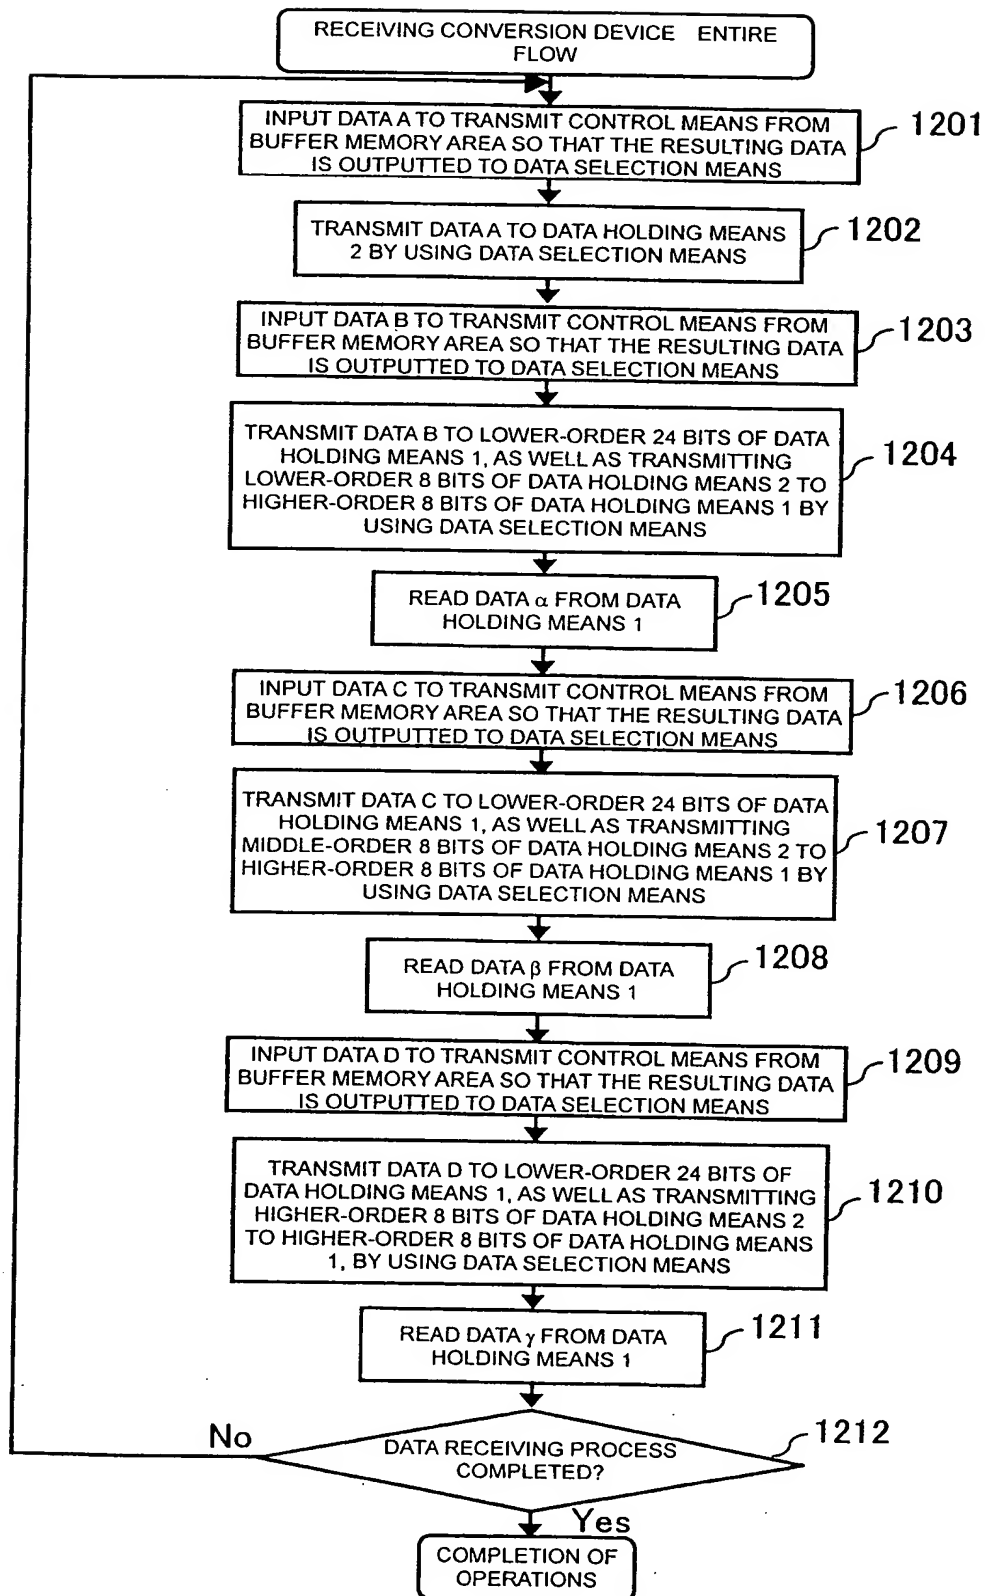 RECEIVING CONVERSION DEVICE ENTIRE
FLOW
INPUT DATA A TO TRANSMIT CONTROL MEANS FROM
BUFFER MEMORY AREA SO THAT THE RESULTING DATA
IS OUTPUTTED TO DATA SELECTION MEANS
1201
TRANSMIT DATA A TO DATA HOLDING MEANS
2 BY USING DATA SELECTION MEANS
1202
INPUT DATA B TO TRANSMIT CONTROL MEANS FROM
BUFFER MEMORY AREA SO THAT THE RESULTING DATA
IS OUTPUTTED TO DATA SELECTION MEANS
1203
TRANSMIT DATA B TO LOWER-ORDER 24 BITS OF DATA
HOLDING MEANS 1, AS WELL AS TRANSMITTING
LOWER-ORDER 8 BITS OF DATA HOLDING MEANS 2 TO
HIGHER-ORDER 8 BITS OF DATA HOLDING MEANS 1 BY
USING DATA SELECTION MEANS
1204
READ DATA α FROM DATA
HOLDING MEANS 1
1205
INPUT DATA C TO TRANSMIT CONTROL MEANS FROM
BUFFER MEMORY AREA SO THAT THE RESULTING DATA
IS OUTPUTTED TO DATA SELECTION MEANS
1206
TRANSMIT DATA C TO LOWER-ORDER 24 BITS OF DATA
HOLDING MEANS 1, AS WELL AS TRANSMITTING
MIDDLE-ORDER 8 BITS OF DATA HOLDING MEANS 2 TO
HIGHER-ORDER 8 BITS OF DATA HOLDING MEANS 1 BY
USING DATA SELECTION MEANS
1207
READ DATA β FROM DATA
HOLDING MEANS 1
1208
INPUT DATA D TO TRANSMIT CONTROL MEANS FROM
BUFFER MEMORY AREA SO THAT THE RESULTING DATA
IS OUTPUTTED TO DATA SELECTION MEANS
1209
TRANSMIT DATA D TO LOWER-ORDER 24 BITS OF
DATA HOLDING MEANS 1, AS WELL AS TRANSMITTING
HIGHER-ORDER 8 BITS OF DATA HOLDING MEANS 2
TO HIGHER-ORDER 8 BITS OF DATA HOLDING MEANS
1, BY USING DATA SELECTION MEANS
1210
READ DATA γ FROM DATA
HOLDING MEANS 1
1211
No
DATA RECEIVING PROCESS
COMPLETED?
1212
Yes
COMPLETION OF
OPERATIONS